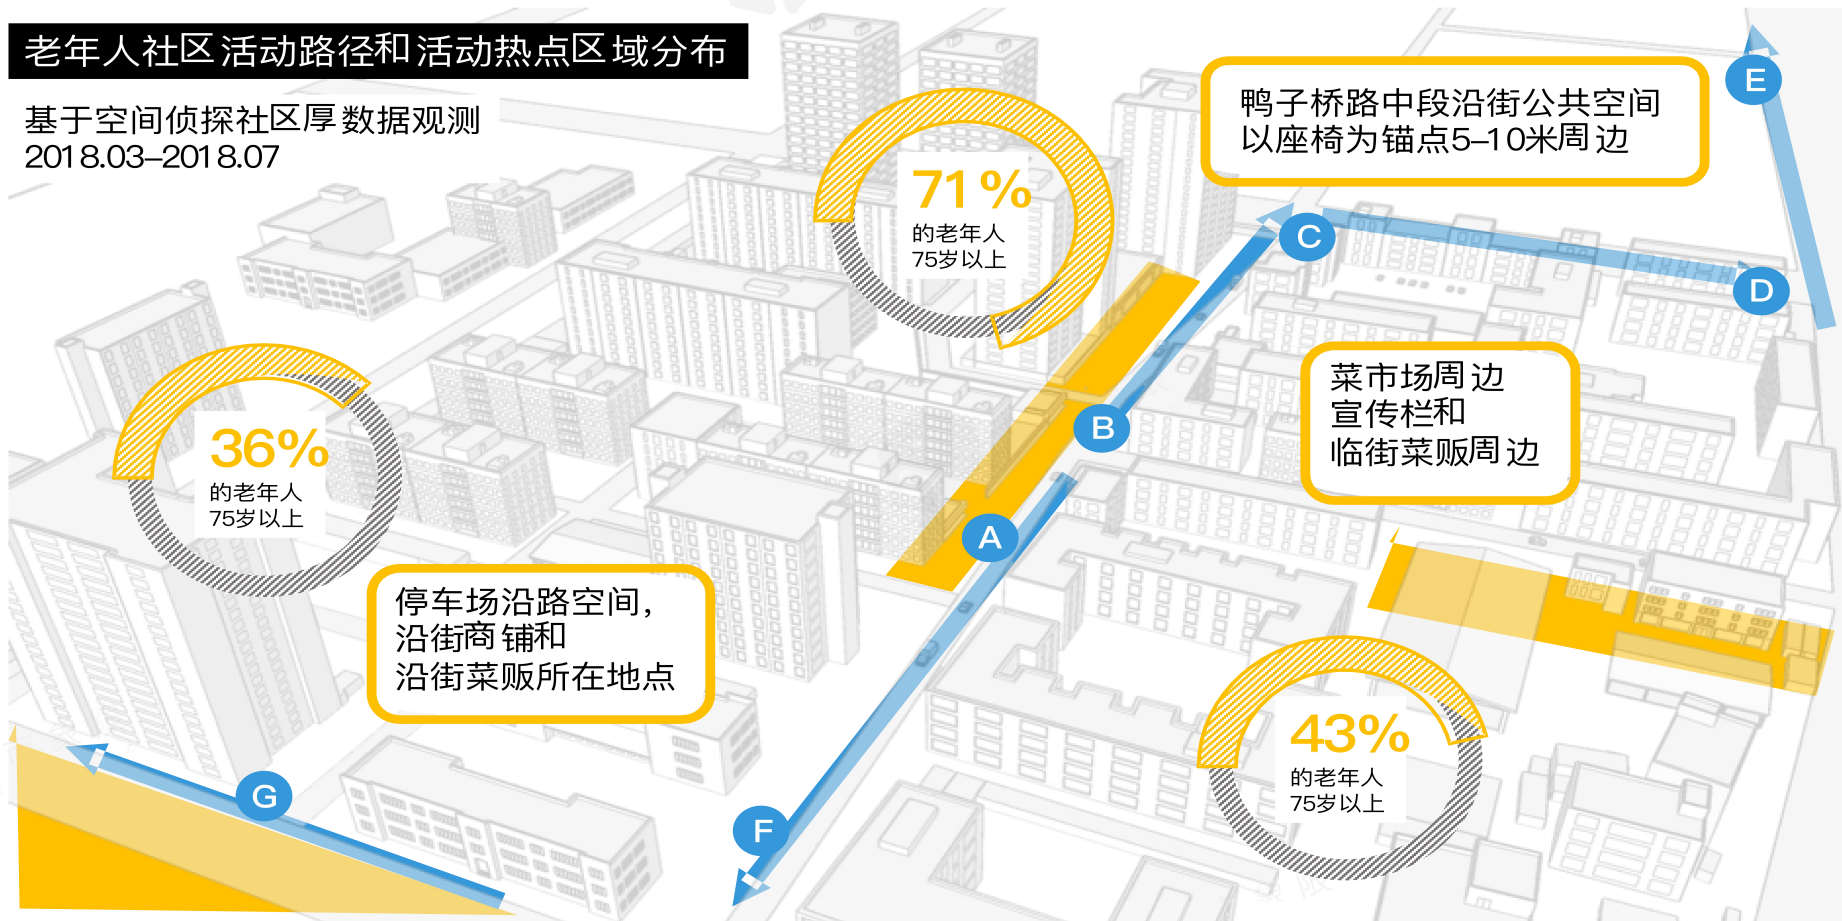 老年人社区活动路径和活动热点区域分布
基于空间侦探社区厚数据观测
2018.03–2018.07
71%
的老年人
75岁以上
鸭子桥路中段沿街公共空间
以座椅为锚点5–10米周边
E
C
D
36%
的老年人
75岁以上
菜市场周边
宣传栏和
临街菜贩周边
B
A
停车场沿路空间,
沿街商铺和
沿街菜贩所在地点
43%
的老年人
75岁以上
G
F